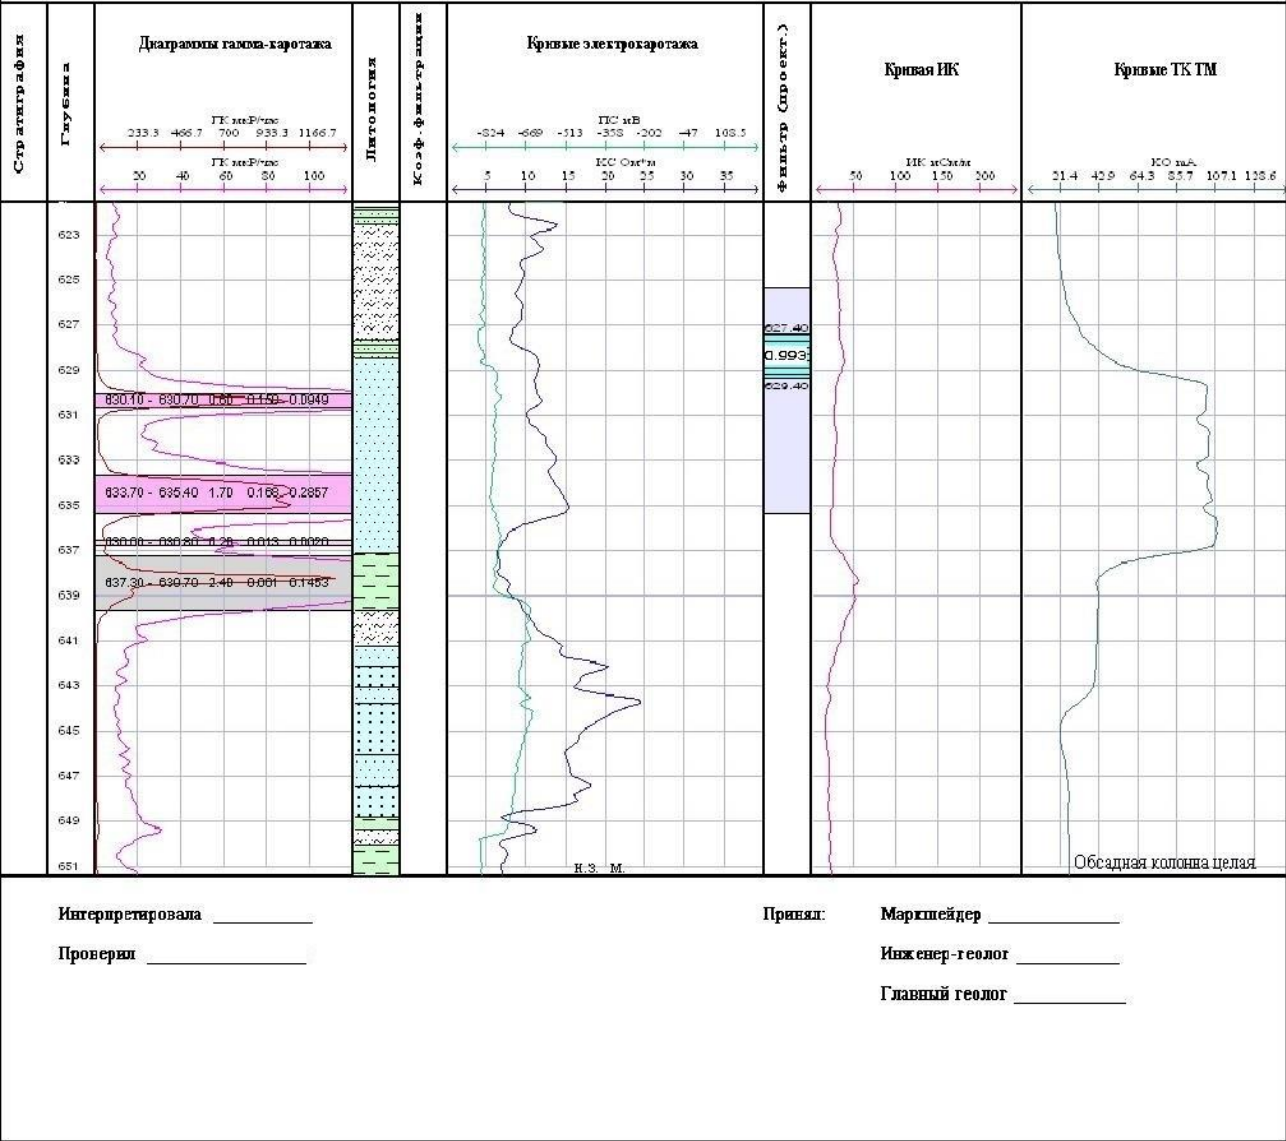 Стратиграфия
Глубина
Диаграммы гамма-каротажа
ГК мкР/час
233.3 466.7 700 933.3 1166.7
ГК мкР/час
20 40 60 80 100
Литология
Коэф.фильтрации
Кривые электрокаротажа
ПС мВ
-824 -669 -513 -358 -202 -47 108.5
КС Ом*м
5 10 15 20 25 30 35
Фильтр (проект.)
Кривая ИК
ИК мСм/м
50 100 150 200
Кривые ТК ТМ
КО мА
21.4 42.9 64.3 85.7 107.1 128.6
623
625
627
627.40
0.993
629
629.40
630.10 - 630.70 0.60 0.0949
631
633
633.70 - 635.40 1.70 0.168 0.2857
635
637
637.30 - 639.70 2.40 0.061 0.1453
639
641
643
645
647
649
651
н.з. м.
Обсадная колонна целая
Интерпретировала
Принял: Маркшейдер
Проверил
Инженер-геолог
Главный геолог